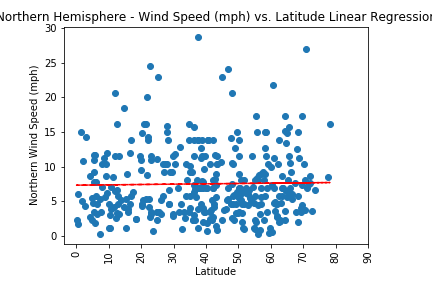 Northern Hemisphere - Wind Speed (mph) vs. Latitude Linear Regression
Northern Wind Speed (mph)
30
25
20
15
10
5
0
0 10 20 30 40 50 60 70 80 90
Latitude